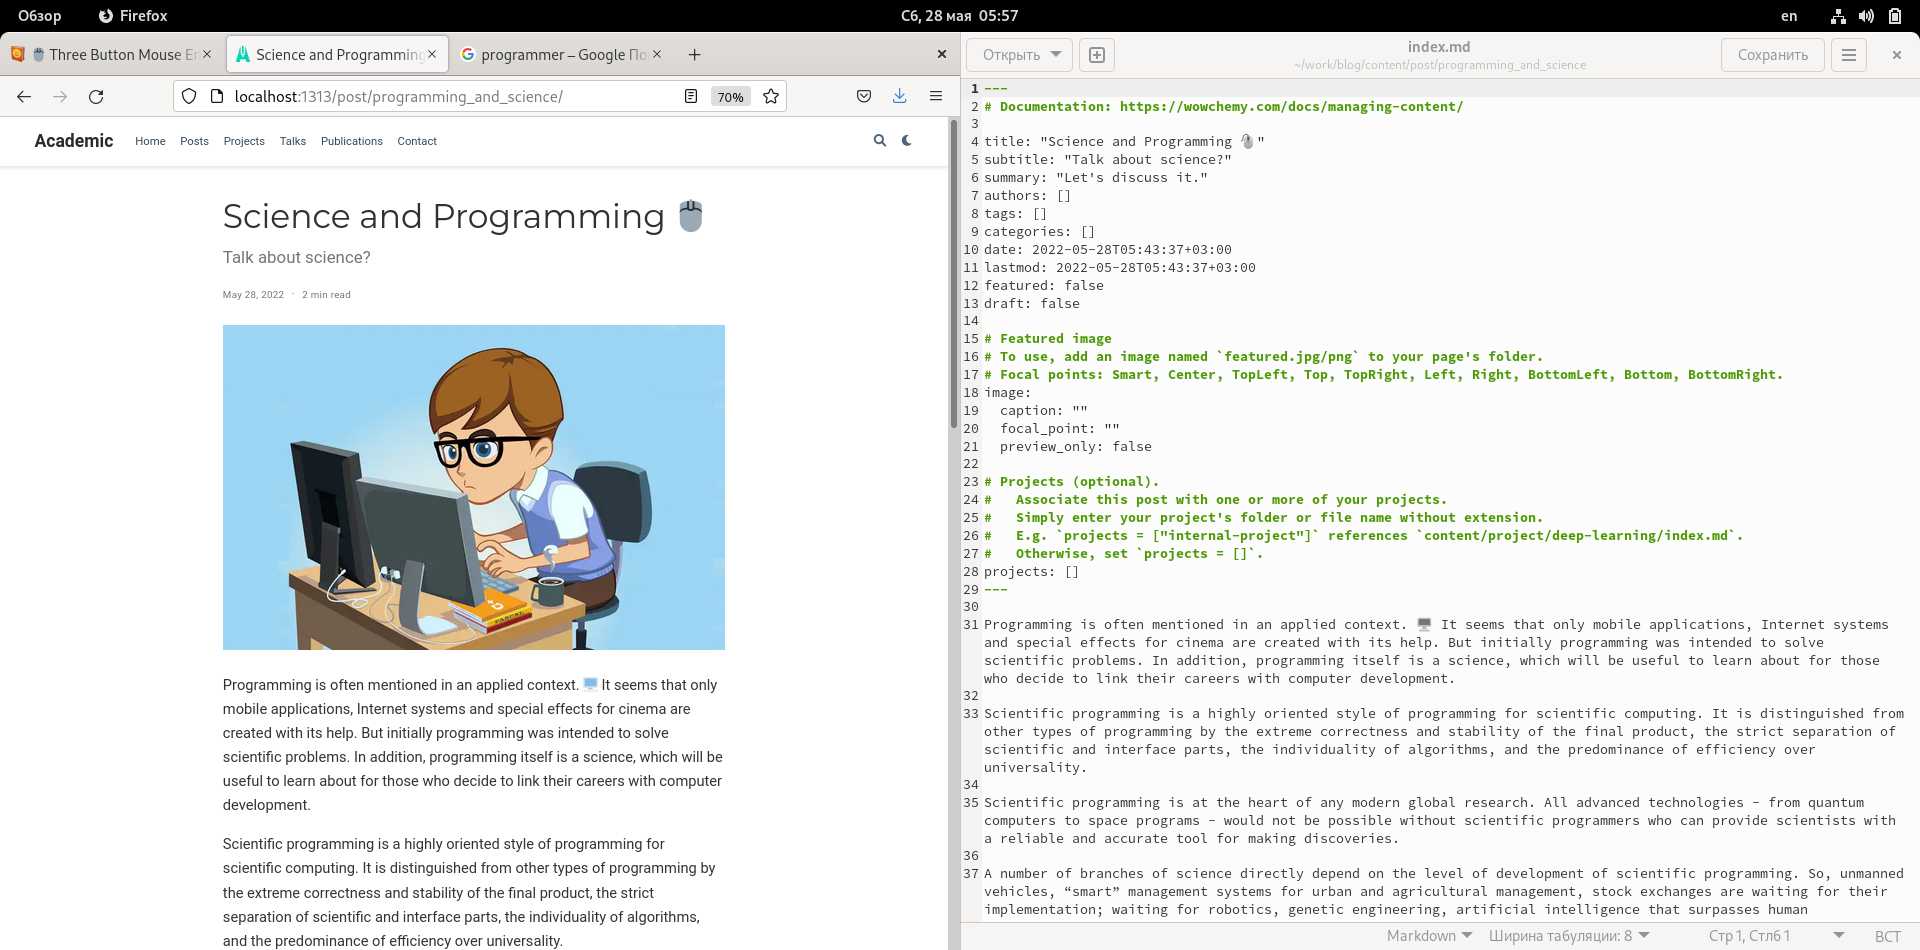 Обзор Firefox Сб, 28 мая 05:57 en
Three Button Mouse Em Science and Programming programmer – Google По
localhost:1313/post/programming_and_science/ 70%
Academic Home Posts Projects Talks Publications Contact
Science and Programming 🖱️
Talk about science?
May 28, 2022 · 2 min read
PASCAL
Programming is often mentioned in an applied context. 🖥️ It seems that only
mobile applications, Internet systems and special effects for cinema are
created with its help. But initially programming was intended to solve
scientific problems. In addition, programming itself is a science, which will be
useful to learn about for those who decide to link their careers with computer
development.
Scientific programming is a highly oriented style of programming for
scientific computing. It is distinguished from other types of programming by
the extreme correctness and stability of the final product, the strict
separation of scientific and interface parts, the individuality of algorithms,
and the predominance of efficiency over universality.
Открыть index.md Сохранить
~/work/blog/content/post/programming_and_science
1 ---
2 # Documentation: https://wowchemy.com/docs/managing-content/
3
4 title: "Science and Programming 🖱️"
5 subtitle: "Talk about science?"
6 summary: "Let's discuss it."
7 authors: []
8 tags: []
9 categories: []
10 date: 2022-05-28T05:43:37+03:00
11 lastmod: 2022-05-28T05:43:37+03:00
12 featured: false
13 draft: false
14
15 # Featured image
16 # To use, add an image named `featured.jpg/png` to your page's folder.
17 # Focal points: Smart, Center, TopLeft, Top, TopRight, Left, Right, BottomLeft, Bottom, BottomRight.
18 image:
19   caption: ""
20   focal_point: ""
21   preview_only: false
22
23 # Projects (optional).
24 #   Associate this post with one or more of your projects.
25 #   Simply enter your project's folder or file name without extension.
26 #   E.g. `projects = ["internal-project"]` references `content/project/deep-learning/index.md`.
27 #   Otherwise, set `projects = []`.
28 projects: []
29 ---
30
31 Programming is often mentioned in an applied context. 🖥️ It seems that only mobile applications, Internet systems
and special effects for cinema are created with its help. But initially programming was intended to solve
scientific problems. In addition, programming itself is a science, which will be useful to learn about for those
who decide to link their careers with computer development.
32
33 Scientific programming is a highly oriented style of programming for scientific computing. It is distinguished from
other types of programming by the extreme correctness and stability of the final product, the strict separation of
scientific and interface parts, the individuality of algorithms, and the predominance of efficiency over
universality.
34
35 Scientific programming is at the heart of any modern global research. All advanced technologies - from quantum
computers to space programs - would not be possible without scientific programmers who can provide scientists with
a reliable and accurate tool for making discoveries.
36
37 A number of branches of science directly depend on the level of development of scientific programming. So, unmanned
vehicles, “smart” management systems for urban and agricultural management, stock exchanges are waiting for their
implementation; waiting for robotics, genetic engineering, artificial intelligence that surpasses human
Markdown Ширина табуляции: 8 Стр 1, Стлб 1 ВСТ